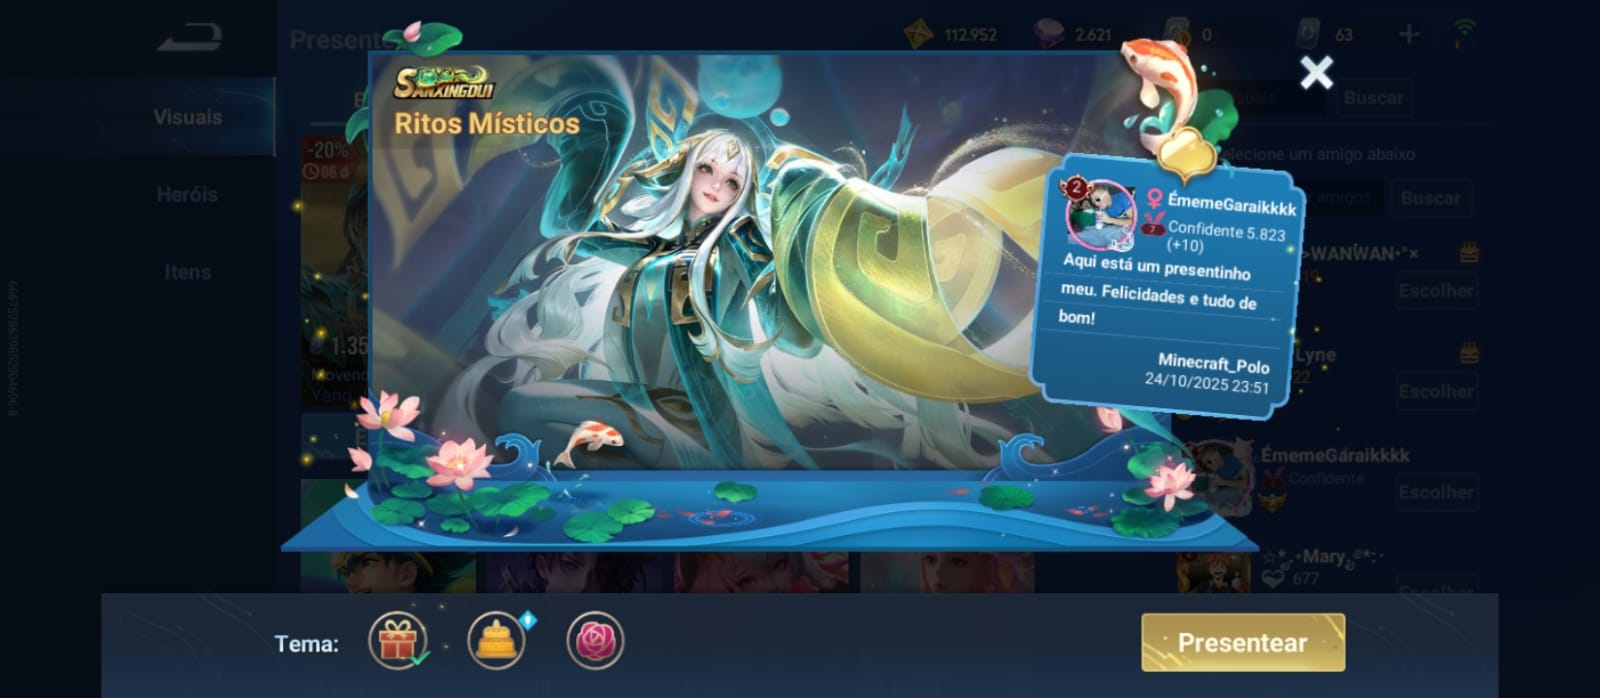 Presente
112.952
2.621
0
63
SANXINGDUI
Ritos Místicos
Visuais
Heróis
Itens
-20%
06 d
1.35
Buscar
elecione um amigo abaixo
amigos
Buscar
2
ÉmemeGaraikkkk
7
Confidente 5.823
(+10)
Aqui está um presentinho
meu. Felicidades e tudo de
bom!
Minecraft_Polo
24/10/2025 23:51
>WANWAN•°×
19
Escolher
Lyne
22
Escolher
ÉmemeGaraikkkk
Confidente
Escolher
Mary
677
Escolher
Tema:
Presentear